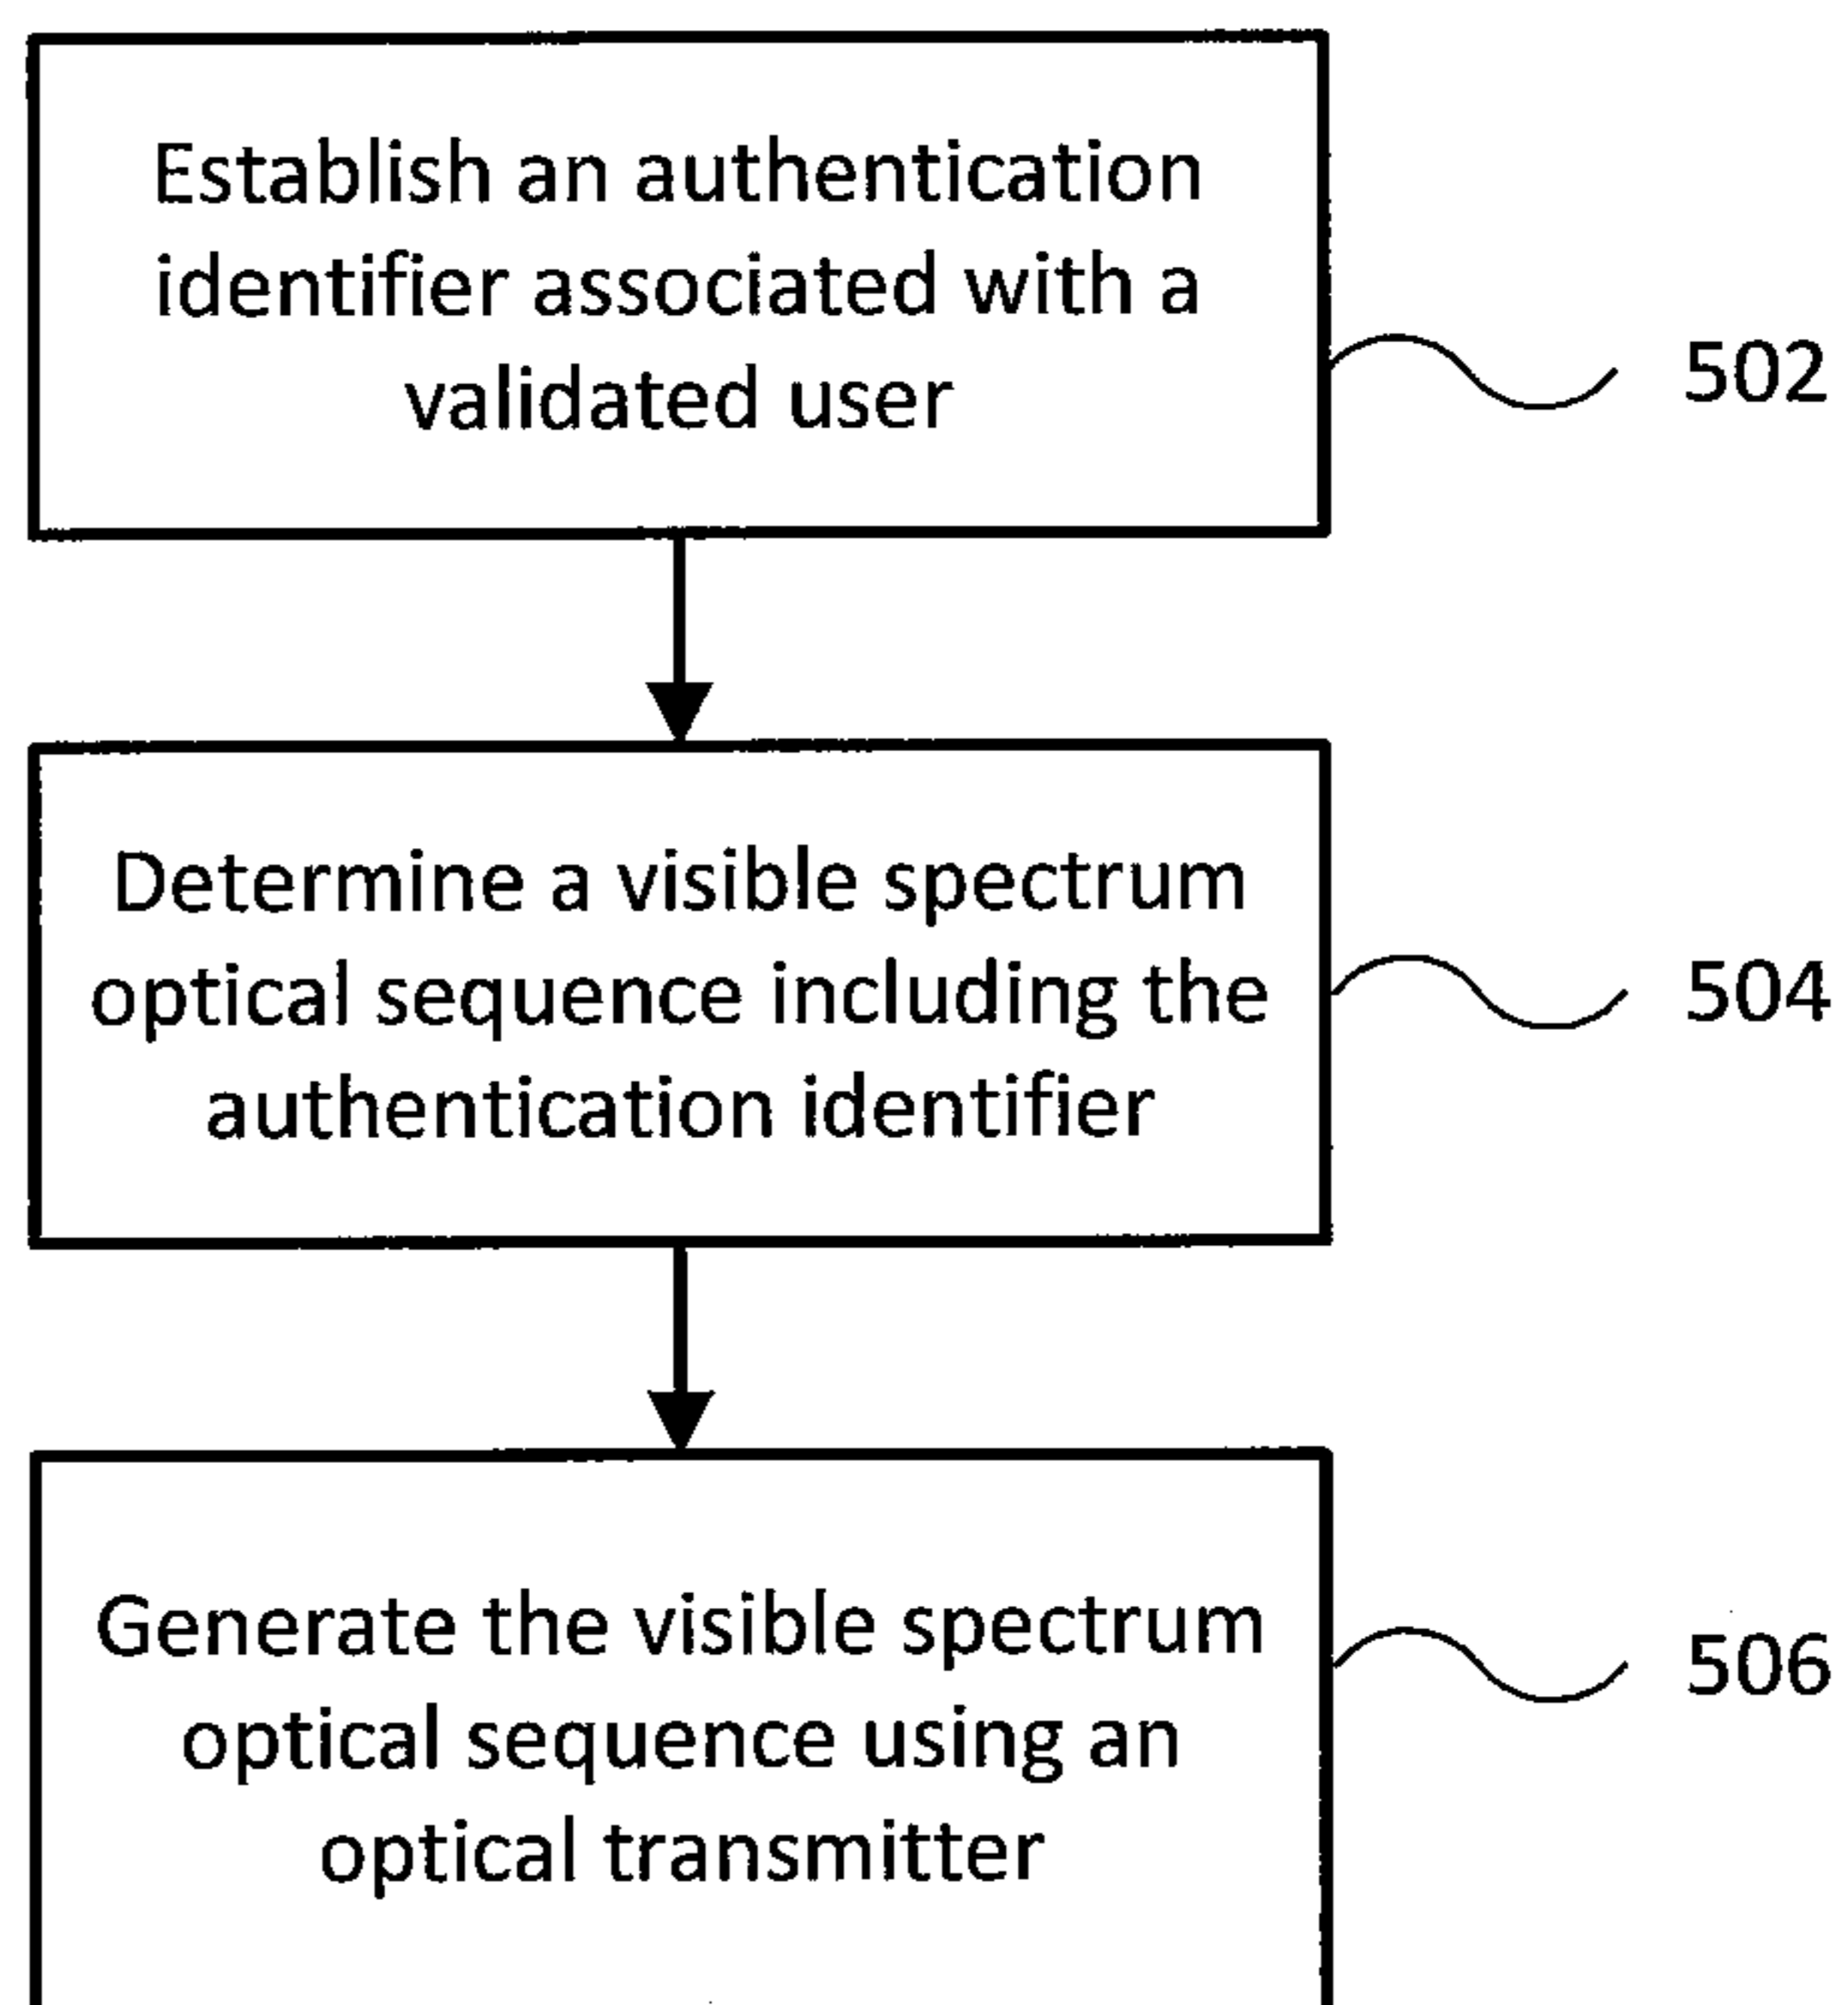 Establish an authentication
identifier associated with a
validated user
502
Determine a visible spectrum
optical sequence including the
authentication identifier
504
Generate the visible spectrum
optical sequence using an
optical transmitter
506